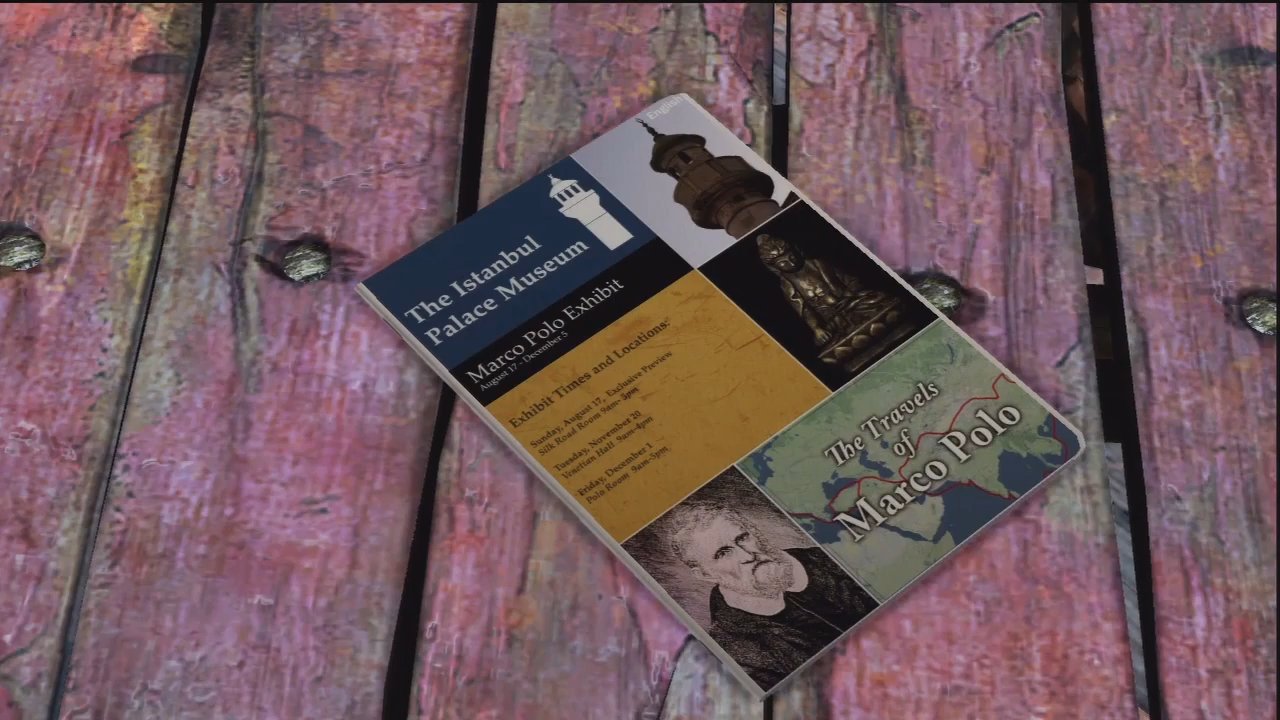 English
The Istanbul
Palace Museum
Marco Polo Exhibit
August 17 - December 5
Exhibit Times and Locations:
Sunday, August 17, Exclusive Preview
Silk Road Room 9am-5pm
Tuesday, November 20
Venetian Hall 9am-4pm
Friday, December 1
Polo Room 9am-5pm
The Travels
of
Marco Polo